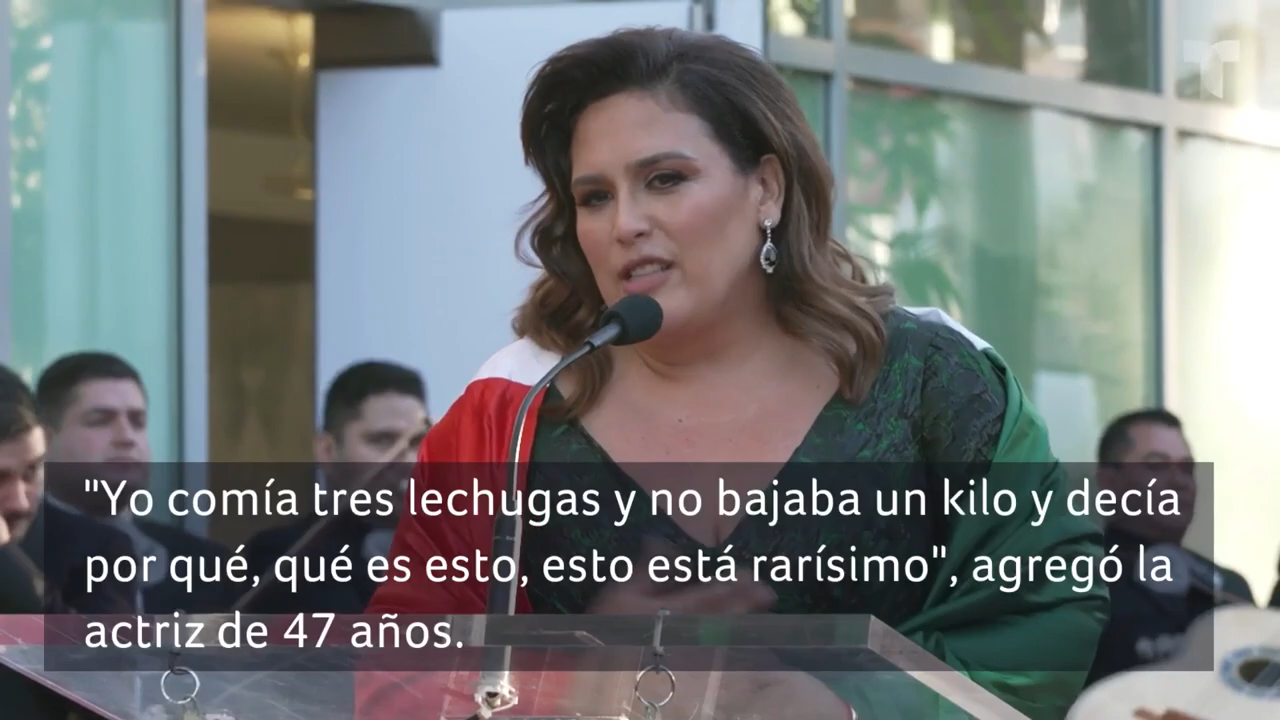 "Yo comía tres lechugas y no bajaba un kilo y decía
por qué, qué es esto, esto está rarísimo", agregó la
actriz de 47 años.